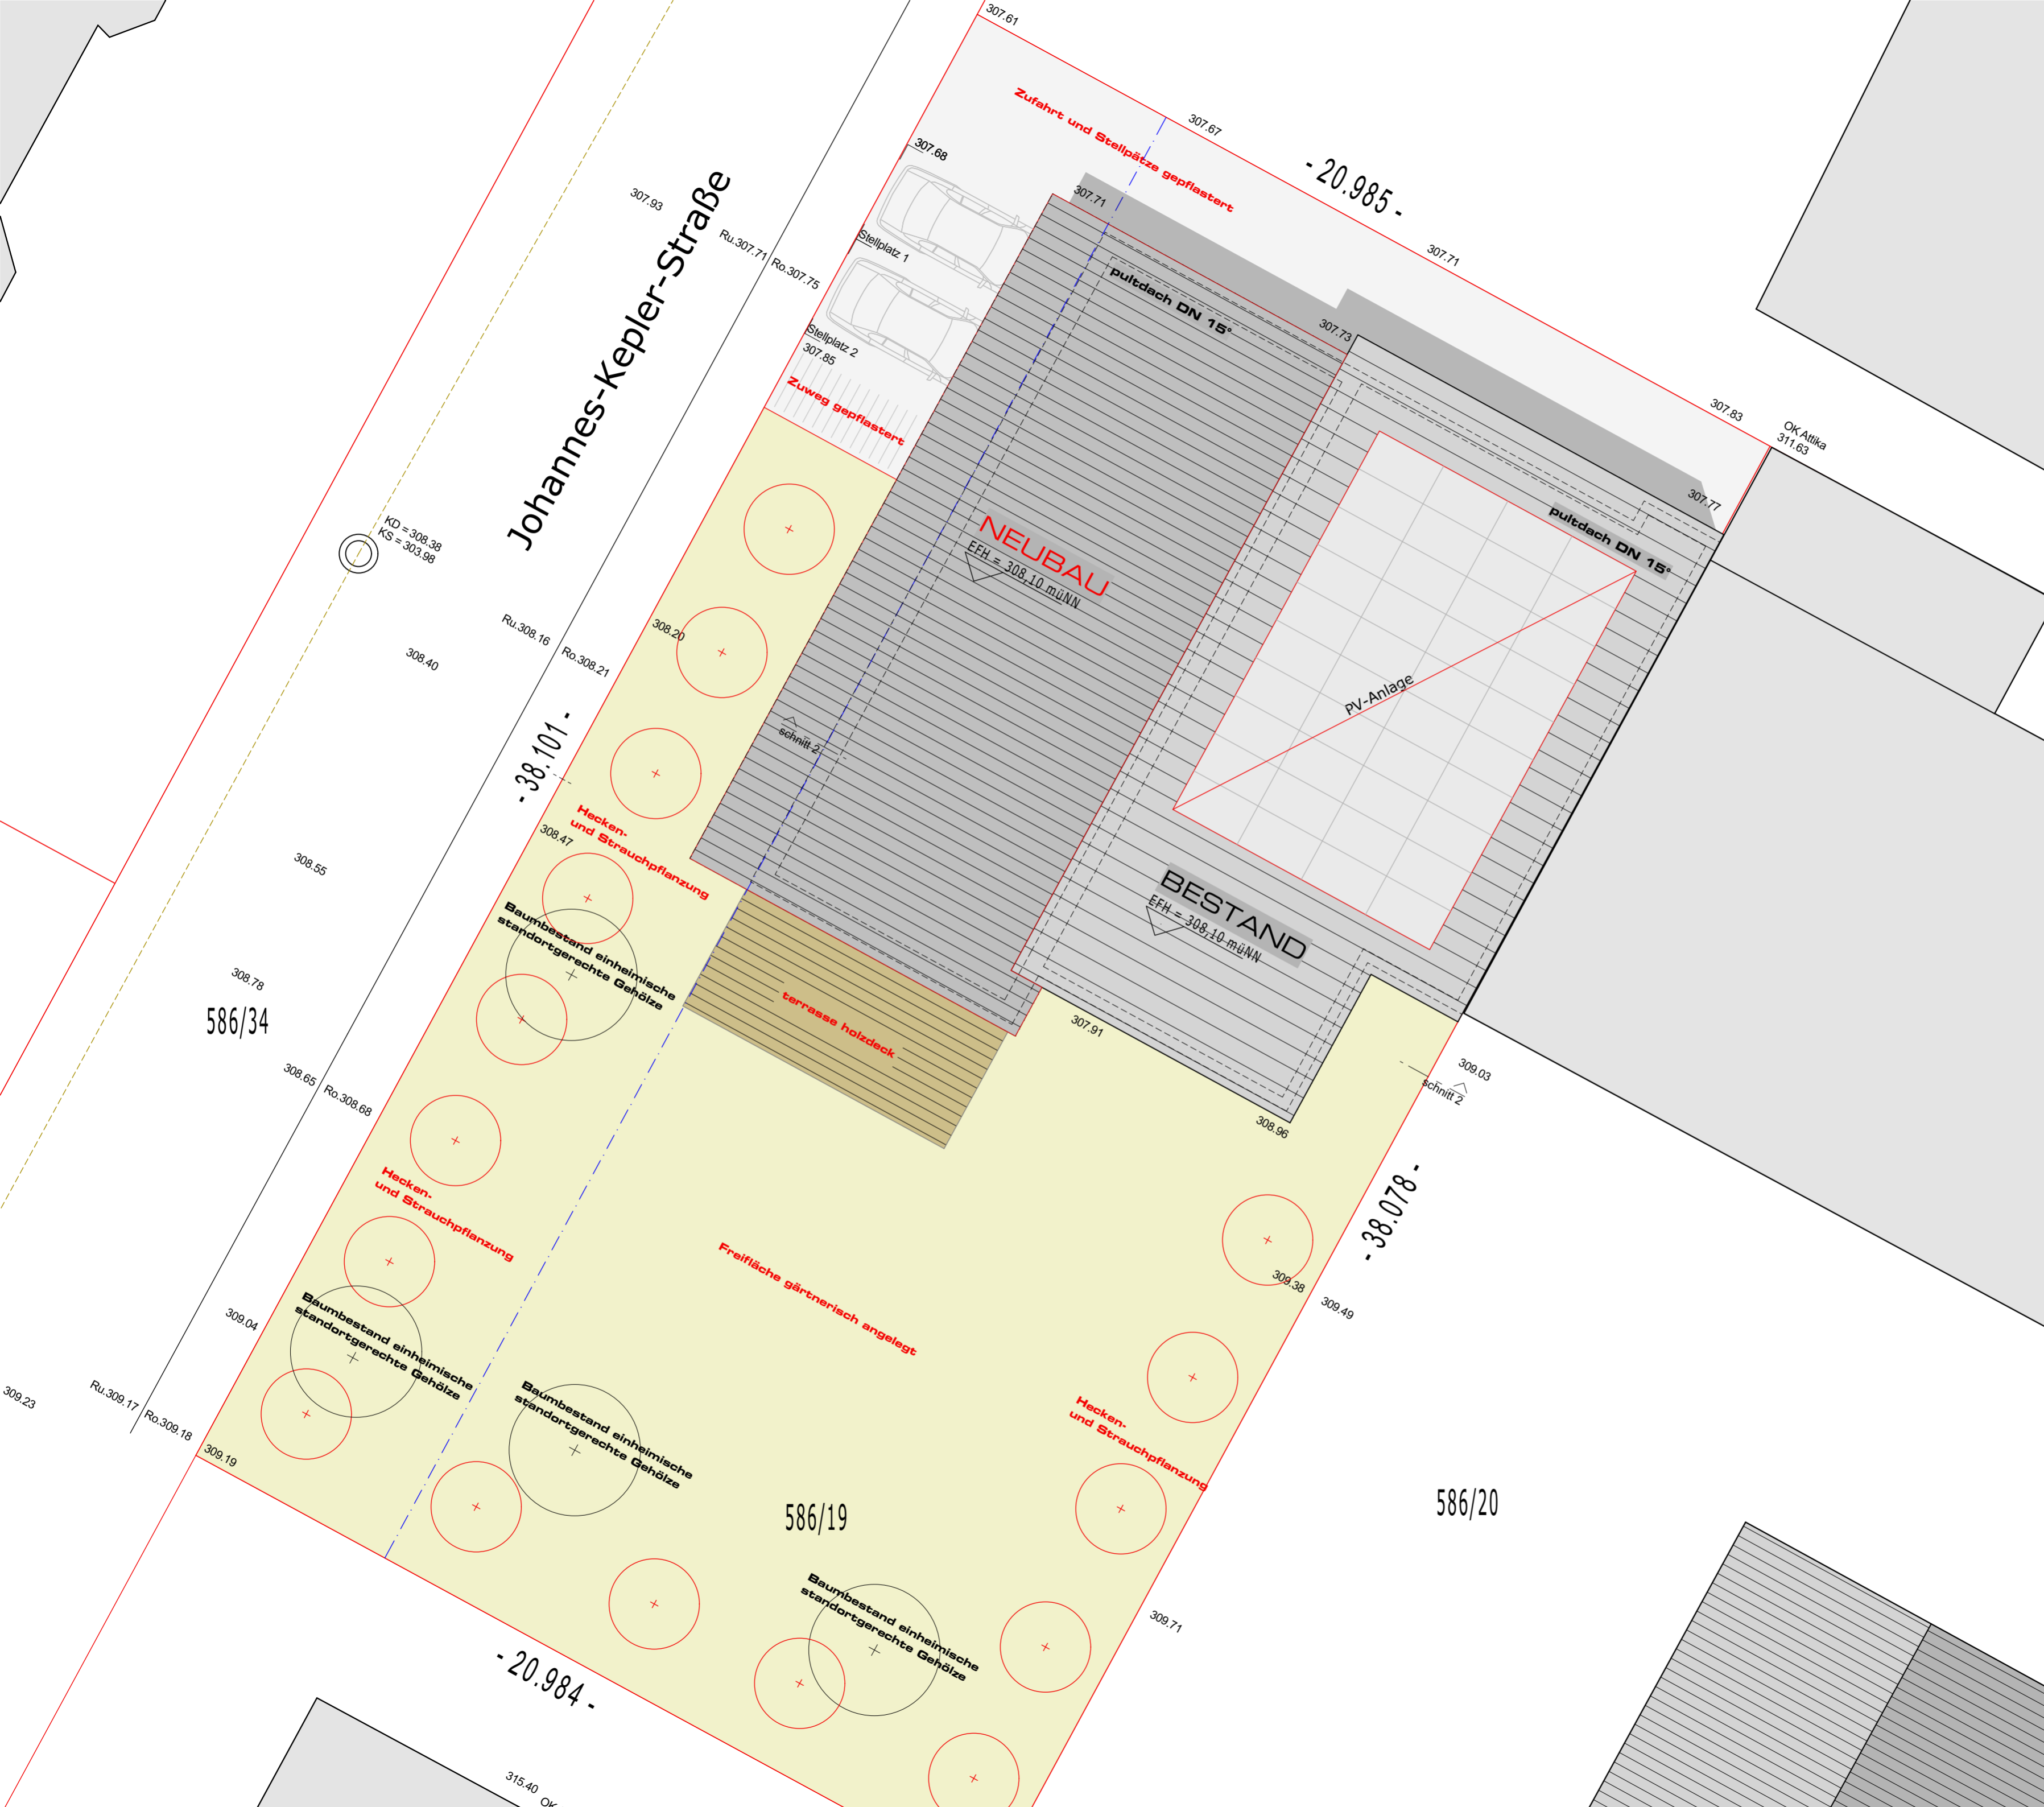 307.61
Zufahrt und Stellpätze gepflastert
307.67
- 20.985 -
307.68
307.71
307.93
Johannes-Kepler-Straße
Ru.307.71
Ro.307.75
Stellplatz 1
307.71
pultdach DN 15°
307.73
Stellplatz 2
307.85
Zuweg gepflastert
307.83
OK Attika
311.63
307.77
pultdach DN 15°
KD = 308.38
KS = 303.98
NEUBAU
EFH = 308,10 müNN
Ru.308.16
Ro.308.21
308.20
308.40
PV-Anlage
schnitt 2
- 38.101 -
Hecken-
und Strauchpflanzung
308.47
308.55
BESTAND
EFH = 308,10 müNN
Baumbestand einheimische
standortgerechte Gehölze
308.78
586/34
terrasse holzdeck
307.91
308.65
Ro.308.68
309.03
schnitt 2
308.96
Hecken-
und Strauchpflanzung
- 38.078 -
Freifläche gärtnerisch angelegt
309.38
309.49
309.04
Baumbestand einheimische
standortgerechte Gehölze
309.23
Ru.309.17
Ro.309.18
Baumbestand einheimische
standortgerechte Gehölze
Hecken-
und Strauchpflanzung
309.19
586/19
586/20
Baumbestand einheimische
standortgerechte Gehölze
309.71
- 20.984 -
315.40
OK